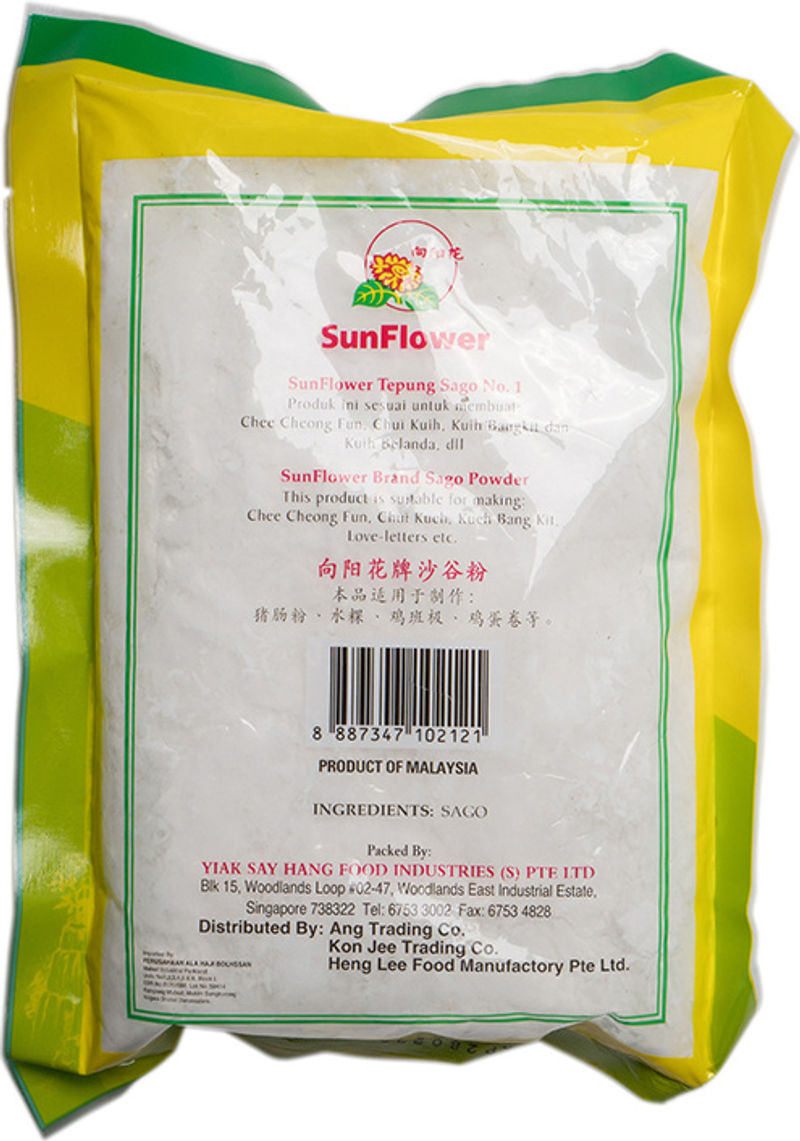 向阳花
SunFlower
SunFlower Tepung Sago No. 1
Produk ini sesuai untuk membuat:
Chee Cheong Fun, Chui Kuih, Kuih Bangkit dan
Kuih Belanda, dll
SunFlower Brand Sago Powder
This product is suitable for making:
Chee Cheong Fun, Chui Kueh, Kueh Bang Kit,
Love-letters etc.
向阳花牌沙谷粉
本品适用于制作：
猪肠粉、水粿、鸡班极、鸡蛋卷等。
8 887347 102121
PRODUCT OF MALAYSIA
INGREDIENTS: SAGO
Packed By:
YIAK SAY HANG FOOD INDUSTRIES (S) PTE LTD
Blk 15, Woodlands Loop #02-47, Woodlands East Industrial Estate,
Singapore 738322 Tel: 6753 3002 Fax: 6753 4828
Distributed By: Ang Trading Co.
Kon Jee Trading Co.
Heng Lee Food Manufactory Pte Ltd.
Imported By
PERUSAHAAN ALA HAJI